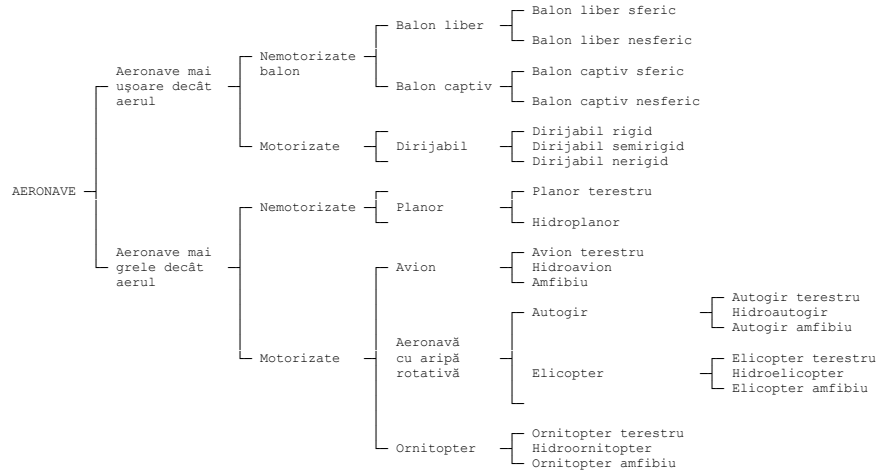 Balon liber sferic
Balon liber
Balon liber nesferic
Nemotorizate
balon
Aeronave mai
ușoare decât
aerul
Balon captiv sferic
Balon captiv
Balon captiv nesferic
Dirijabil rigid
Motorizate
Dirijabil
Dirijabil semirigid
Dirijabil nerigid
AERONAVE
Planor terestru
Nemotorizate
Planor
Hidroplanor
Aeronave mai
grele decât
aerul
Avion terestru
Avion
Hidroavion
Amfibiu
Autogir terestru
Autogir
Hidroautogir
Autogir amfibiu
Motorizate
Aeronavă
cu aripă
rotativă
Elicopter terestru
Elicopter
Hidroelicopter
Elicopter amfibiu
Ornitopter terestru
Ornitopter
Hidroornitopter
Ornitopter amfibiu